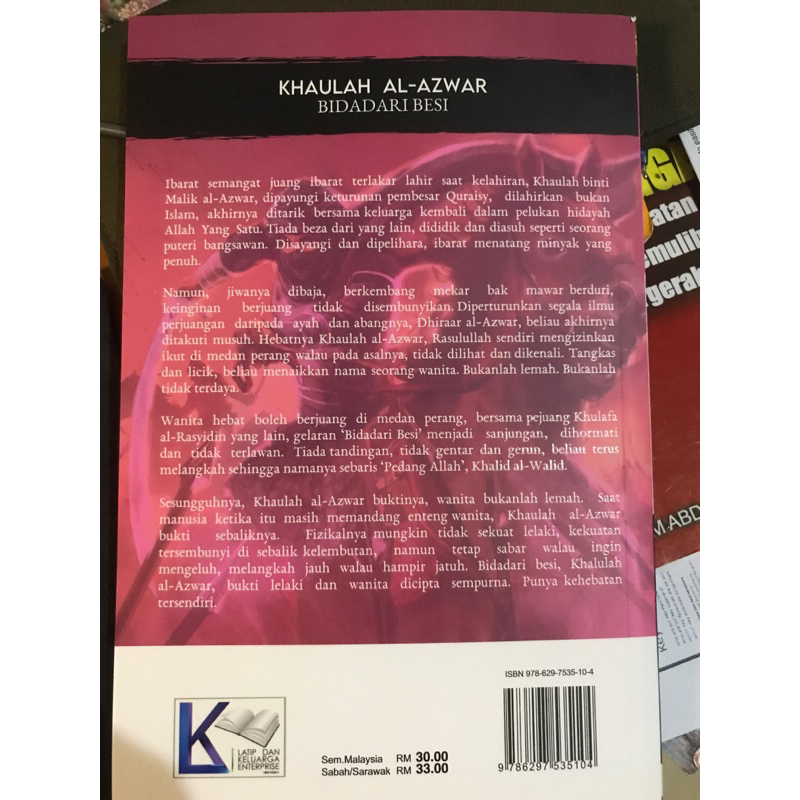 KHAULAH AL-AZWAR
BIDADARI BESI
Ibarat semangat juang ibarat terlakar lahir saat kelahiran, Khaulah binti
Malik al-Azwar, dipayungi keturunan pembesar Quraisy, dilahirkan bukan
Islam, akhirnya ditarik bersama keluarga kembali dalam pelukan hidayah
Allah Yang Satu. Tiada beza dari yang lain, dididik dan diasuh seperti seorang
puteri bangsawan. Disayangi dan dipelihara, ibarat menatang minyak yang
penuh.
Namun, jiwanya dibaja, berkembang mekar bak mawar berduri,
keinginan berjuang tidak disembunyikan. Diperturunkan segala ilmu
perjuangan daripada ayah dan abangnya, Dhiraar al-Azwar, beliau akhirnya
ditakuti musuh. Hebatnya Khaulah al-Azwar, Rasulullah sendiri mengizinkan
ikut di medan perang walau pada asalnya, tidak dilihat dan dikenali. Tangkas
dan licik, beliau menaikkan nama seorang wanita. Bukanlah lemah. Bukanlah
tidak terdaya.
Wanita hebat boleh berjuang di medan perang, bersama pejuang Khulafa
al-Rasyidin yang lain, gelaran 'Bidadari Besi' menjadi sanjungan, dihormati
dan tidak terlawan. Tiada tandingan, tidak gentar dan gerun, beliau terus
melangkah sehingga namanya sebaris 'Pedang Allah', Khalid al-Walid.
Sesungguhnya, Khaulah al-Azwar buktinya, wanita bukanlah lemah. Saat
manusia ketika itu masih memandang enteng wanita, Khaulah al-Azwar
bukti sebaliknya. Fizikalnya mungkin tidak sekuat lelaki, kekuatan
tersembunyi di sebalik kelembutan, namun tetap sabar walau ingin
mengeluh, melangkah jauh walau hampir jatuh. Bidadari besi, Khalulah
al-Azwar, bukti lelaki dan wanita dicipta sempurna. Punya kehebatan
tersendiri.
ISBN 978-629-7535-10-4
LATIP DAN
KELUARGA
ENTERPRISE
Sem.Malaysia RM 30.00
Sabah/Sarawak RM 33.00
9 786297 535104
NG
atan
emulih
gerak
M ABD
Key